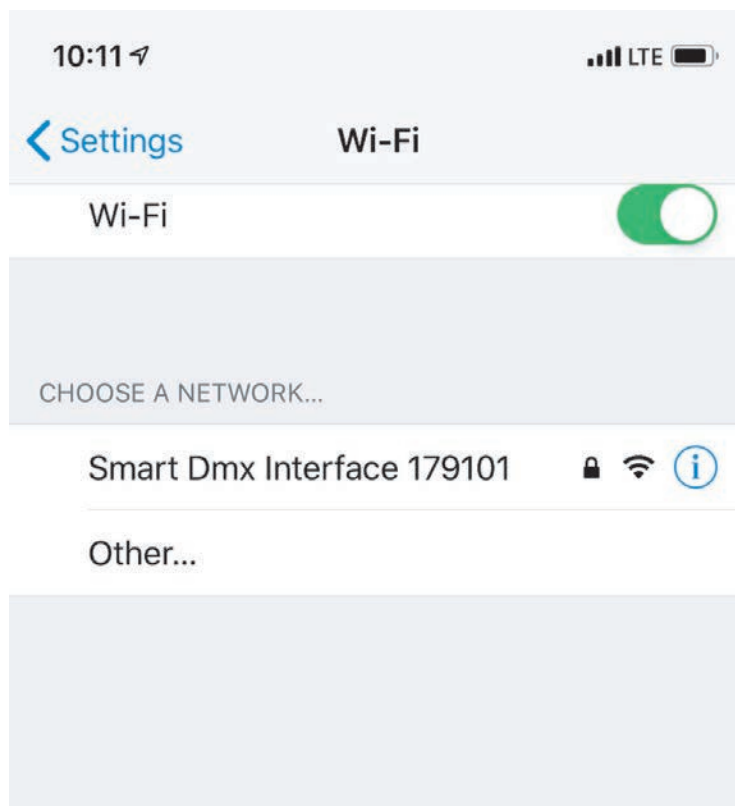 10:11 LTE
Settings Wi-Fi
Wi-Fi
CHOOSE A NETWORK...
Smart Dmx Interface 179101
Other...